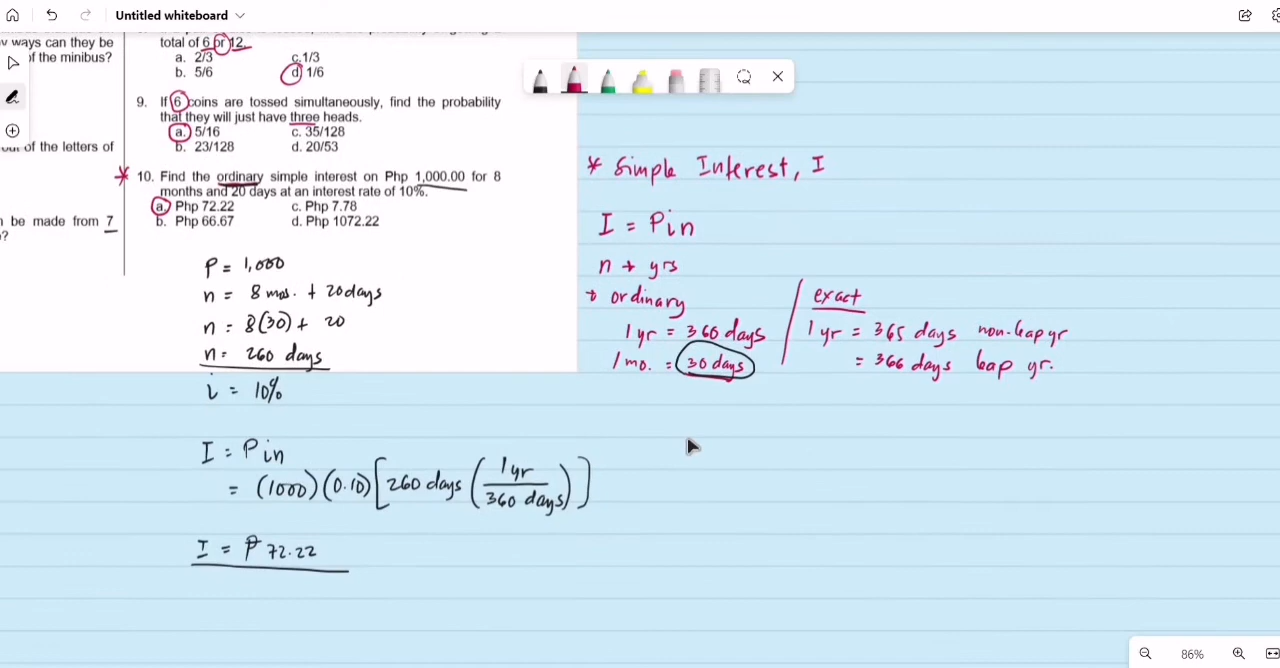 Untitled whiteboard
ways can they be
of the minibus?
of the letters of
be made from 7
?
total of 6 or 12.
a. 2/3 c.1/3
b. 5/6 d. 1/6
9. If 6 coins are tossed simultaneously, find the probability
that they will just have three heads.
a. 5/16 c. 35/128
b. 23/128 d. 20/53
* 10. Find the ordinary simple interest on Php 1,000.00 for 8
months and 20 days at an interest rate of 10%.
a. Php 72.22 c. Php 7.78
b. Php 66.67 d. Php 1072.22
P = 1,000
n = 8 mos. + 20 days
n = 8(30) + 20
n = 260 days
i = 10%
I = Pin
= (1000)(0.10)[260 days (1 yr / 360 days)]
I = ₱ 72.22
* Simple Interest, I
I = Pin
n → yrs
→ ordinary
1 yr = 360 days
1 mo. = 30 days
exact
1 yr = 365 days non-leap yr
= 366 days leap yr.
86%